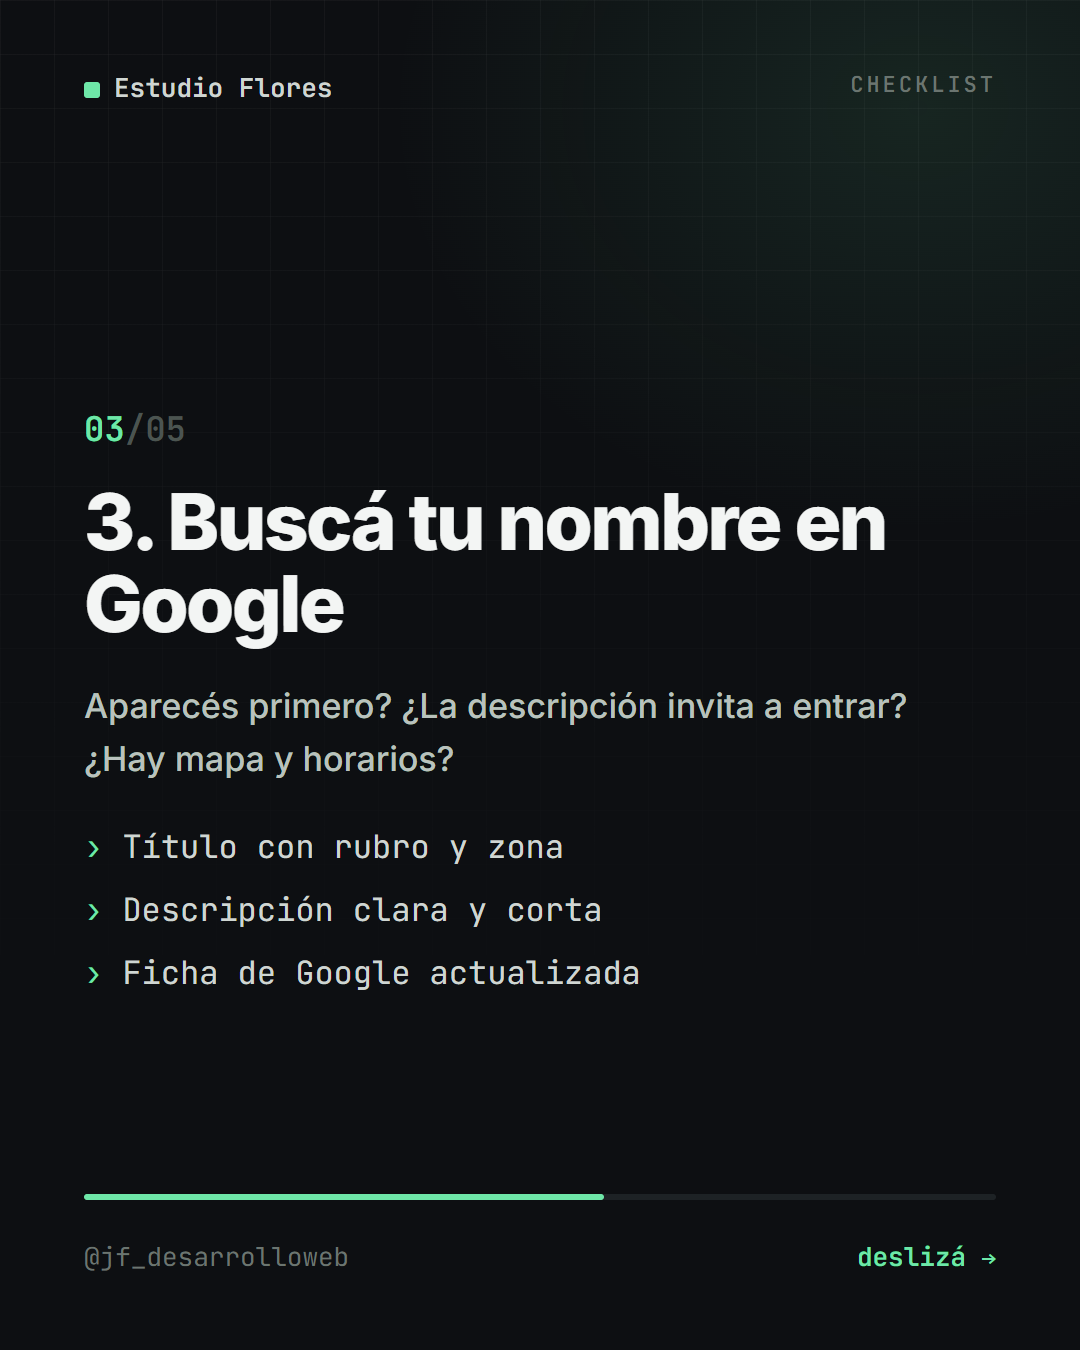 Estudio Flores
CHECKLIST
03/05
3. Buscá tu nombre en
Google
Aparecés primero? ¿La descripción invita a entrar?
¿Hay mapa y horarios?
› Título con rubro y zona
› Descripción clara y corta
› Ficha de Google actualizada
@jf_desarrolloweb
deslizá →